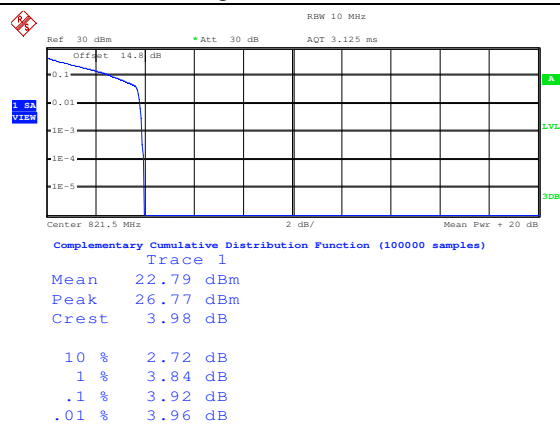 RBW 10 MHz
Ref 30 dBm *Att 30 dB AQT 3.125 ms
Offset 14.8 dB
0.1
A
0.01
1 SA
VIEW
1E-3
LVL
1E-4
1E-5
3DB
Center 821.5 MHz 2 dB/ Mean Pwr + 20 dB
Complementary Cumulative Distribution Function (100000 samples)
Trace 1
Mean 22.79 dBm
Peak 26.77 dBm
Crest 3.98 dB
10 % 2.72 dB
1 % 3.84 dB
.1 % 3.92 dB
.01 % 3.96 dB